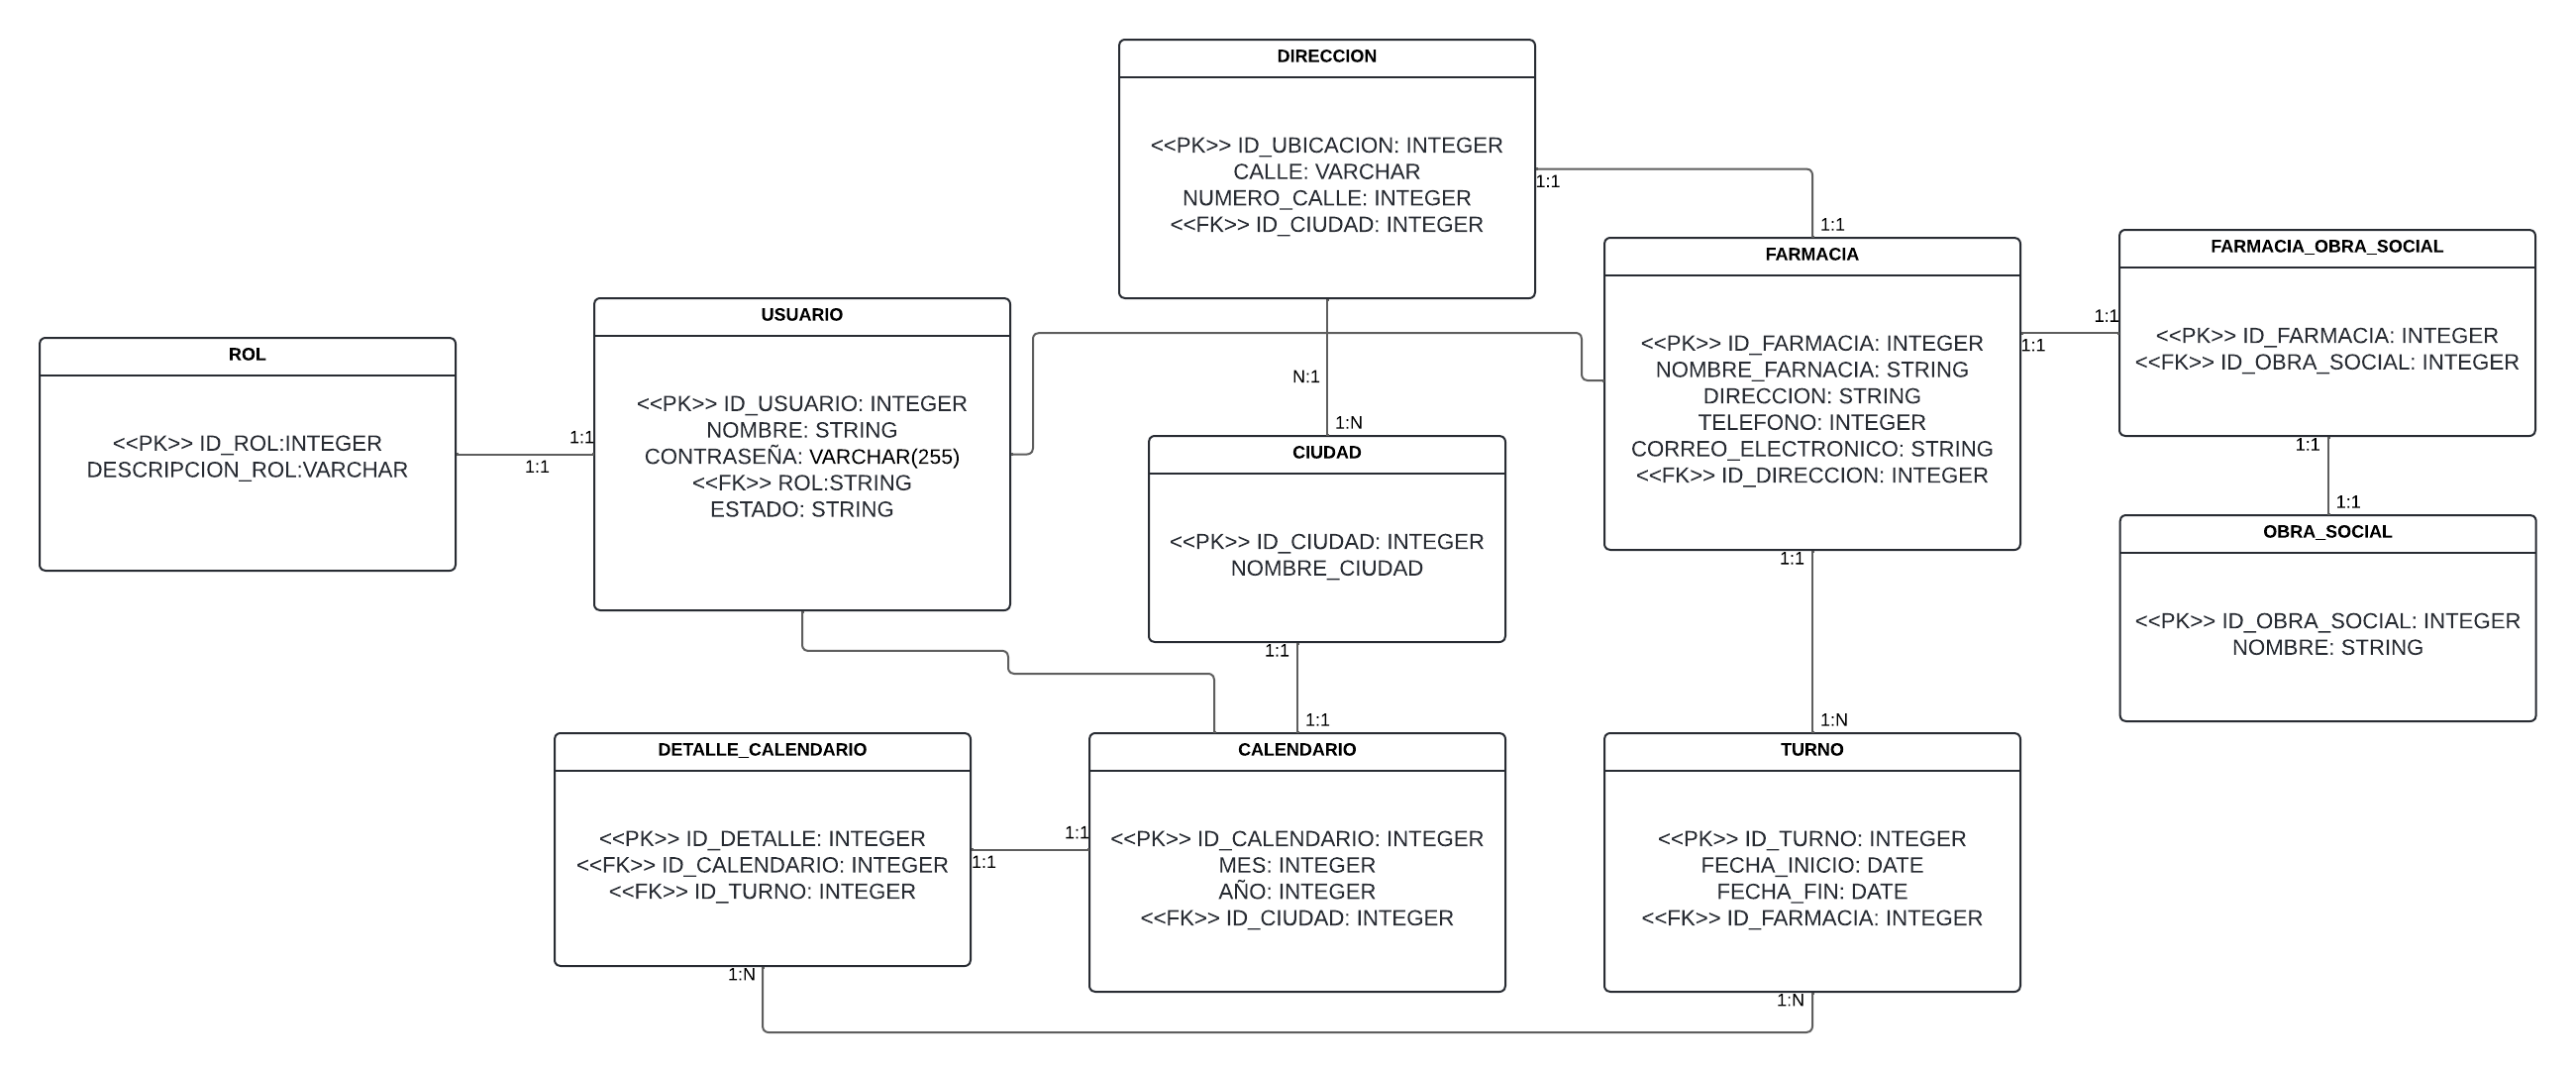 DIRECCION
<<PK>> ID_UBICACION: INTEGER
CALLE: VARCHAR
NUMERO_CALLE: INTEGER
<<FK>> ID_CIUDAD: INTEGER
1:1
1:1
FARMACIA
<<PK>> ID_FARMACIA: INTEGER
NOMBRE_FARNACIA: STRING
DIRECCION: STRING
TELEFONO: INTEGER
CORREO_ELECTRONICO: STRING
<<FK>> ID_DIRECCION: INTEGER
1:1
1:1
FARMACIA_OBRA_SOCIAL
<<PK>> ID_FARMACIA: INTEGER
<<FK>> ID_OBRA_SOCIAL: INTEGER
1:1
1:1
OBRA_SOCIAL
<<PK>> ID_OBRA_SOCIAL: INTEGER
NOMBRE: STRING
ROL
<<PK>> ID_ROL:INTEGER
DESCRIPCION_ROL:VARCHAR
1:1
1:1
USUARIO
<<PK>> ID_USUARIO: INTEGER
NOMBRE: STRING
CONTRASEÑA: VARCHAR(255)
<<FK>> ROL:STRING
ESTADO: STRING
N:1
1:N
CIUDAD
<<PK>> ID_CIUDAD: INTEGER
NOMBRE_CIUDAD
1:1
1:1
1:1
1:N
DETALLE_CALENDARIO
<<PK>> ID_DETALLE: INTEGER
<<FK>> ID_CALENDARIO: INTEGER
<<FK>> ID_TURNO: INTEGER
1:1
1:1
CALENDARIO
<<PK>> ID_CALENDARIO: INTEGER
MES: INTEGER
AÑO: INTEGER
<<FK>> ID_CIUDAD: INTEGER
TURNO
<<PK>> ID_TURNO: INTEGER
FECHA_INICIO: DATE
FECHA_FIN: DATE
<<FK>> ID_FARMACIA: INTEGER
1:N
1:N